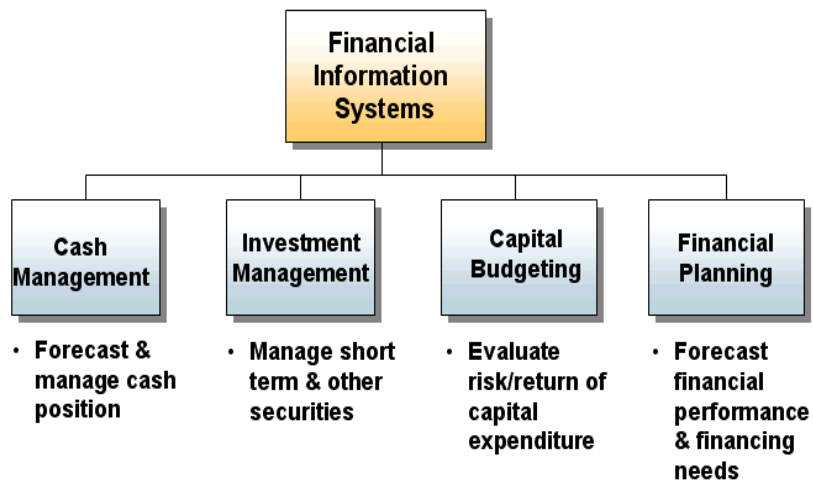 Financial
Information
Systems
Cash
Management
Investment
Management
Capital
Budgeting
Financial
Planning
• Forecast &
manage cash
position
• Manage short
term & other
securities
• Evaluate
risk/return of
capital
expenditure
• Forecast
financial
performance
& financing
needs